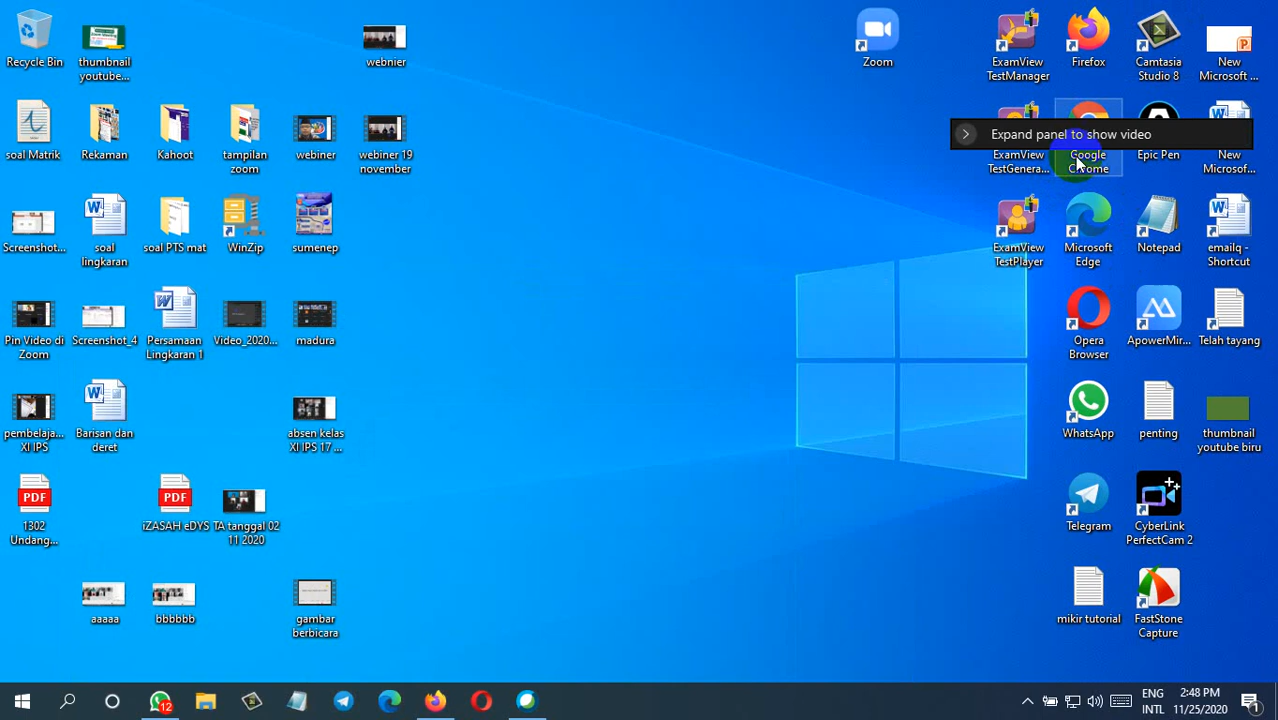 Recycle Bin
thumbnail
youtube...
webnier
Zoom
ExamView
TestManager
Firefox
Camtasia
Studio 8
New
Microsoft ...
soal Matrik
Rekaman
Kahoot
tampilan
zoom
webiner
webiner 19
november
Expand panel to show video
ExamView
TestGenera...
Google
Chrome
Epic Pen
New
Microsof...
Screenshot...
soal
lingkaran
soal PTS mat
WinZip
sumenep
ExamView
TestPlayer
Microsoft
Edge
Notepad
emailq -
Shortcut
Pin Video di
Zoom
Screenshot_4
Persamaan
Lingkaran 1
Video_2020...
madura
Opera
Browser
ApowerMir...
Telah tayang
pembelaja...
XI IPS
Barisan dan
deret
absen kelas
XI IPS 17 ...
WhatsApp
penting
thumbnail
youtube biru
PDF
1302
Undang...
PDF
iZASAH eDYS
TA tanggal 02
11 2020
Telegram
CyberLink
PerfectCam 2
aaaaa
bbbbbb
gambar
berbicara
mikir tutorial
FastStone
Capture
12
ENG
INTL
2:48 PM
11/25/2020
1